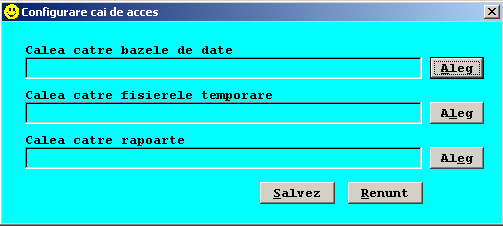 Configurare cai de acces
Calea catre bazele de date
Aleg
Calea catre fisierele temporare
Aleg
Calea catre rapoarte
Aleg
Salvez Renunt